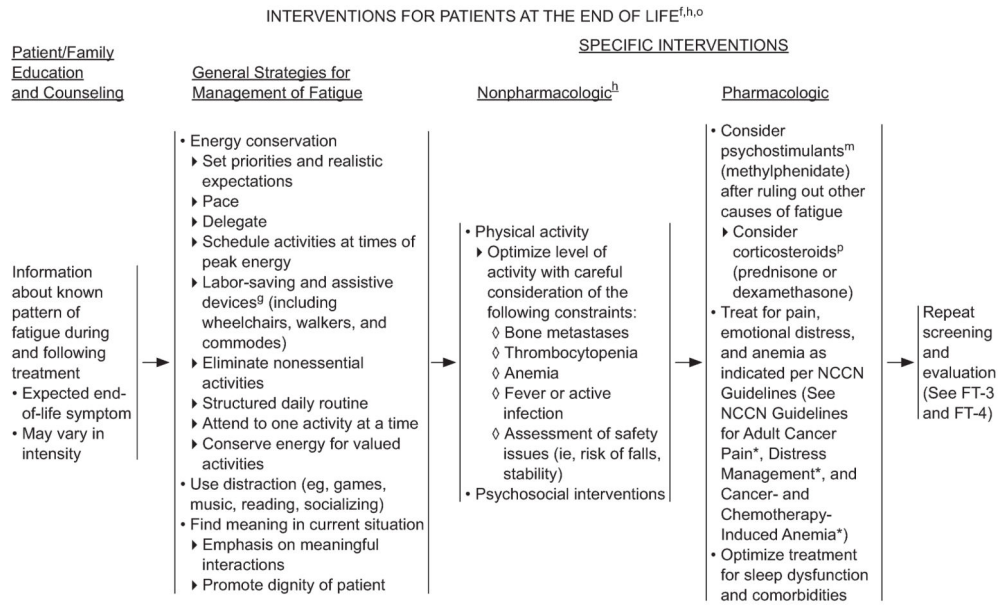 INTERVENTIONS FOR PATIENTS AT THE END OF LIFEf,h,o
SPECIFIC INTERVENTIONS
Patient/Family
Education
and Counseling
Information
about known
pattern of
fatigue during
and following
treatment
• Expected end-
of-life symptom
• May vary in
intensity
General Strategies for
Management of Fatigue
• Energy conservation
Set priorities and realistic
expectations
Pace
Delegate
Schedule activities at times of
peak energy
Labor-saving and assistive
devicesg (including
wheelchairs, walkers, and
commodes)
Eliminate nonessential
activities
Structured daily routine
Attend to one activity at a time
Conserve energy for valued
activities
• Use distraction (eg, games,
music, reading, socializing)
• Find meaning in current situation
Emphasis on meaningful
interactions
Promote dignity of patient
Nonpharmacologich
• Physical activity
Optimize level of
activity with careful
consideration of the
following constraints:
◊ Bone metastases
◊ Thrombocytopenia
◊ Anemia
◊ Fever or active
infection
◊ Assessment of safety
issues (ie, risk of falls,
stability)
• Psychosocial interventions
Pharmacologic
• Consider
psychostimulantsm
(methylphenidate)
after ruling out other
causes of fatigue
Consider
corticosteroidsp
(prednisone or
dexamethasone)
• Treat for pain,
emotional distress,
and anemia as
indicated per NCCN
Guidelines (See
NCCN Guidelines
for Adult Cancer
Pain*, Distress
Management*, and
Cancer- and
Chemotherapy-
Induced Anemia*)
• Optimize treatment
for sleep dysfunction
and comorbidities
Repeat
screening
and
evaluation
(See FT-3
and FT-4)